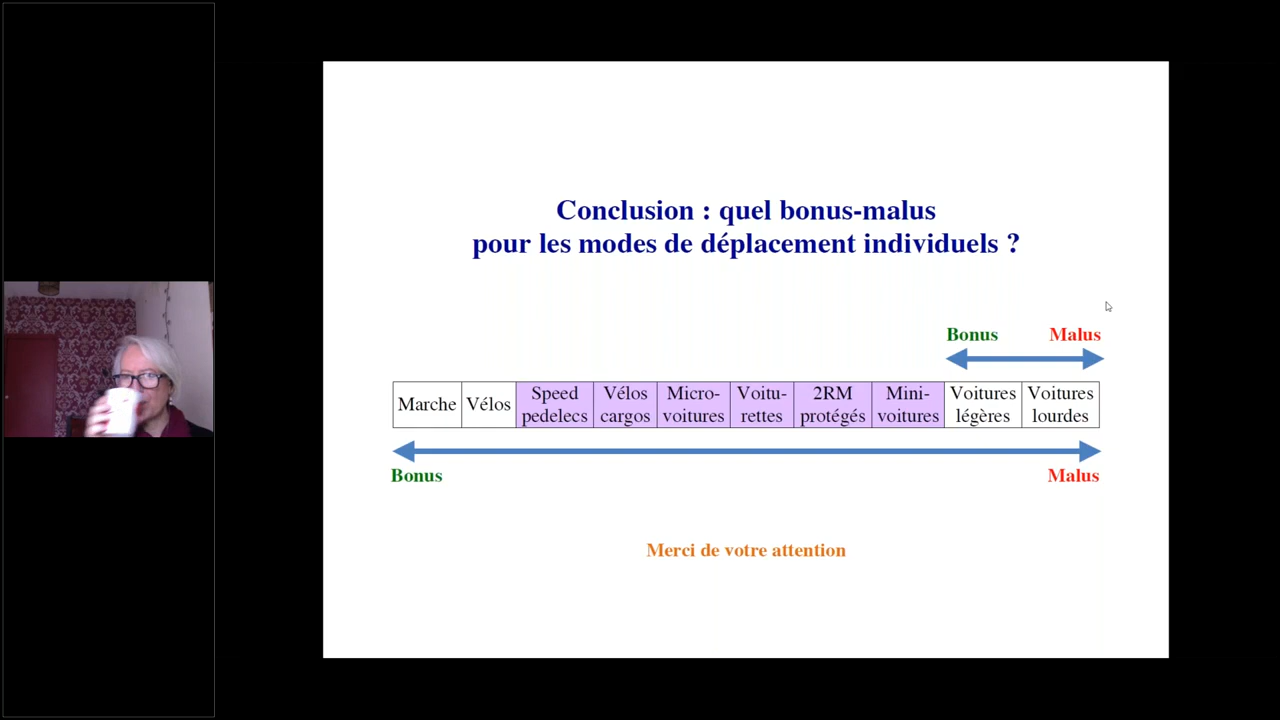 Conclusion : quel bonus-malus
pour les modes de déplacement individuels ?
Bonus Malus
Marche Vélos Speed pedelecs Vélos cargos Micro-voitures Voitu-rettes 2RM protégés Mini-voitures Voitures légères Voitures lourdes
Bonus Malus
Merci de votre attention